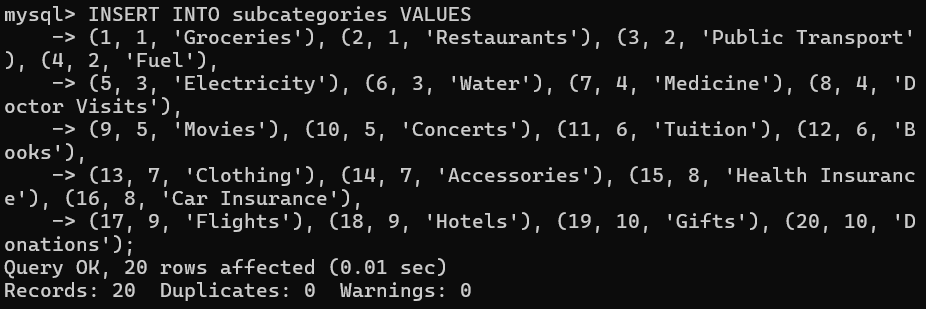 mysql> INSERT INTO subcategories VALUES
    -> (1, 1, 'Groceries'), (2, 1, 'Restaurants'), (3, 2, 'Public Transport'
), (4, 2, 'Fuel'),
    -> (5, 3, 'Electricity'), (6, 3, 'Water'), (7, 4, 'Medicine'), (8, 4, 'D
octor Visits'),
    -> (9, 5, 'Movies'), (10, 5, 'Concerts'), (11, 6, 'Tuition'), (12, 6, 'B
ooks'),
    -> (13, 7, 'Clothing'), (14, 7, 'Accessories'), (15, 8, 'Health Insuranc
e'), (16, 8, 'Car Insurance'),
    -> (17, 9, 'Flights'), (18, 9, 'Hotels'), (19, 10, 'Gifts'), (20, 10, 'D
onations');
Query OK, 20 rows affected (0.01 sec)
Records: 20  Duplicates: 0  Warnings: 0